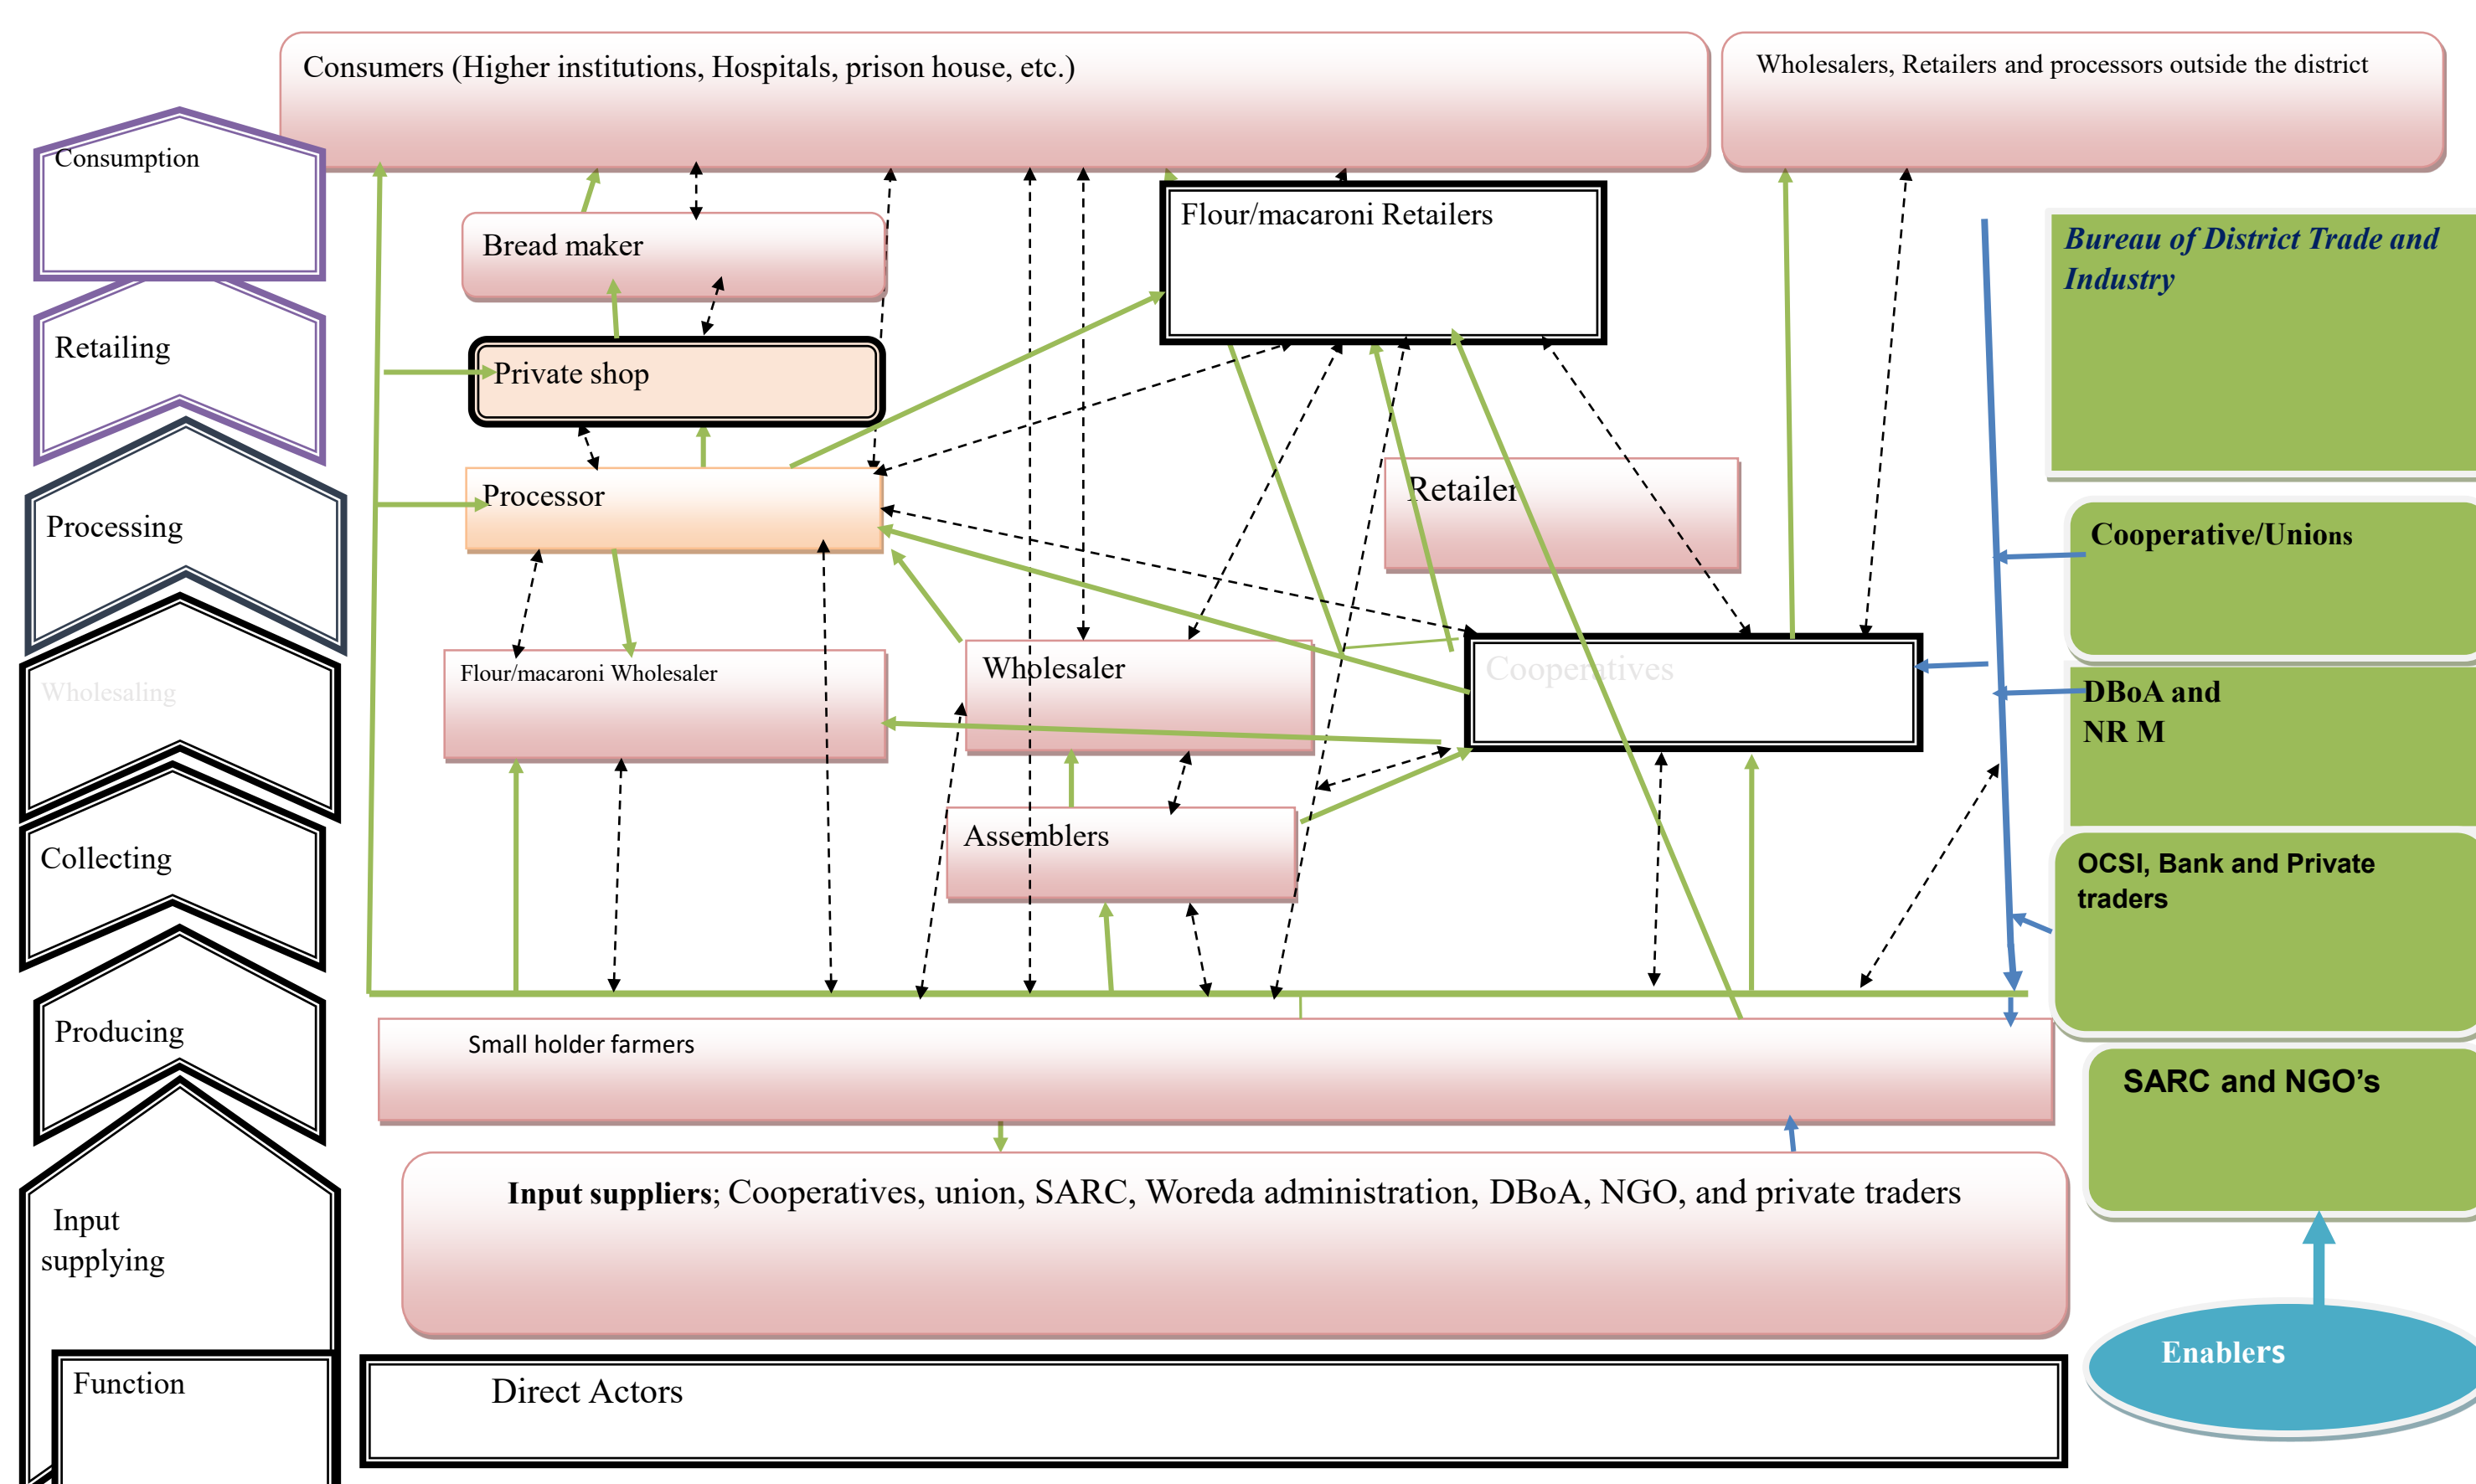 Consumers (Higher institutions, Hospitals, prison house, etc.)
Wholesalers, Retailers and processors outside the district
Consumption
Flour/macaroni Retailers
Bread maker
Bureau of District Trade and
Industry
Retailing
Private shop
Processing
Processor
Retailer
Cooperative/Unions
Wholesaling
Flour/macaroni Wholesaler
Wholesaler
Cooperatives
DBoA and
NR M
Collecting
Assemblers
OCSI, Bank and Private
traders
Producing
Small holder farmers
SARC and NGO’s
Input
supplying
Input suppliers; Cooperatives, union, SARC, Woreda administration, DBoA, NGO, and private traders
Function
Direct Actors
Enablers